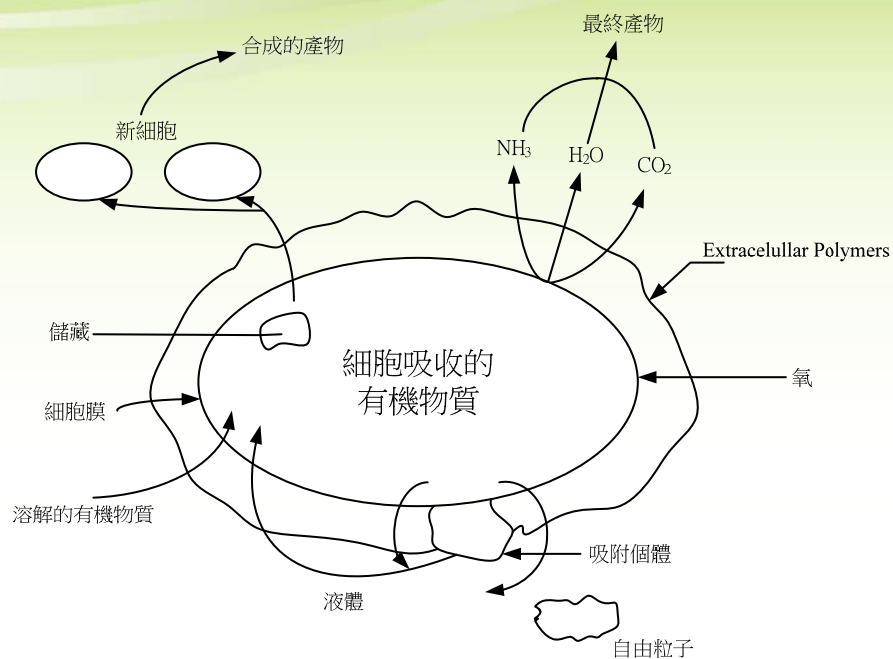 最終產物
合成的產物
新細胞
NH₃
H₂O
CO₂
Extracelullar Polymers
儲藏
細胞吸收的
有機物質
氧
細胞膜
溶解的有機物質
吸附個體
液體
自由粒子